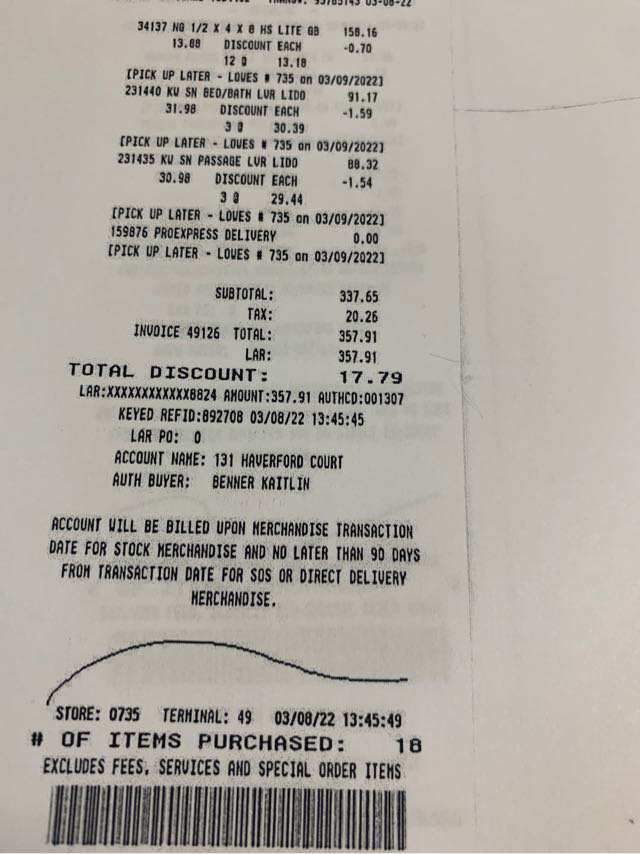 93785143 03-08-22
34137 NG 1/2 X 4 X 8 HS LITE GB 158.16
13.88 DISCOUNT EACH -0.70
12 @ 13.18
[PICK UP LATER - LOWES # 735 on 03/09/2022]
231440 KW SN BED/BATH LVR LIDO 91.17
31.98 DISCOUNT EACH -1.59
3 @ 30.39
[PICK UP LATER - LOWES # 735 on 03/09/2022]
231435 KW SN PASSAGE LVR LIDO 88.32
30.98 DISCOUNT EACH -1.54
3 @ 29.44
[PICK UP LATER - LOWES # 735 on 03/09/2022]
159876 PROEXPRESS DELIVERY 0.00
[PICK UP LATER - LOWES # 735 on 03/09/2022]
SUBTOTAL: 337.65
TAX: 20.26
INVOICE 49126 TOTAL: 357.91
LAR: 357.91
TOTAL DISCOUNT: 17.79
LAR:XXXXXXXXXXXX8824 AMOUNT:357.91 AUTHCD:001307
KEYED REFID:892708 03/08/22 13:45:45
LAR PO: 0
ACCOUNT NAME: 131 HAVERFORD COURT
AUTH BUYER: BENNER KAITLIN
ACCOUNT WILL BE BILLED UPON MERCHANDISE TRANSACTION
DATE FOR STOCK MERCHANDISE AND NO LATER THAN 90 DAYS
FROM TRANSACTION DATE FOR SOS OR DIRECT DELIVERY
MERCHANDISE.
STORE: 0735 TERMINAL: 49 03/08/22 13:45:49
# OF ITEMS PURCHASED: 18
EXCLUDES FEES, SERVICES AND SPECIAL ORDER ITEMS